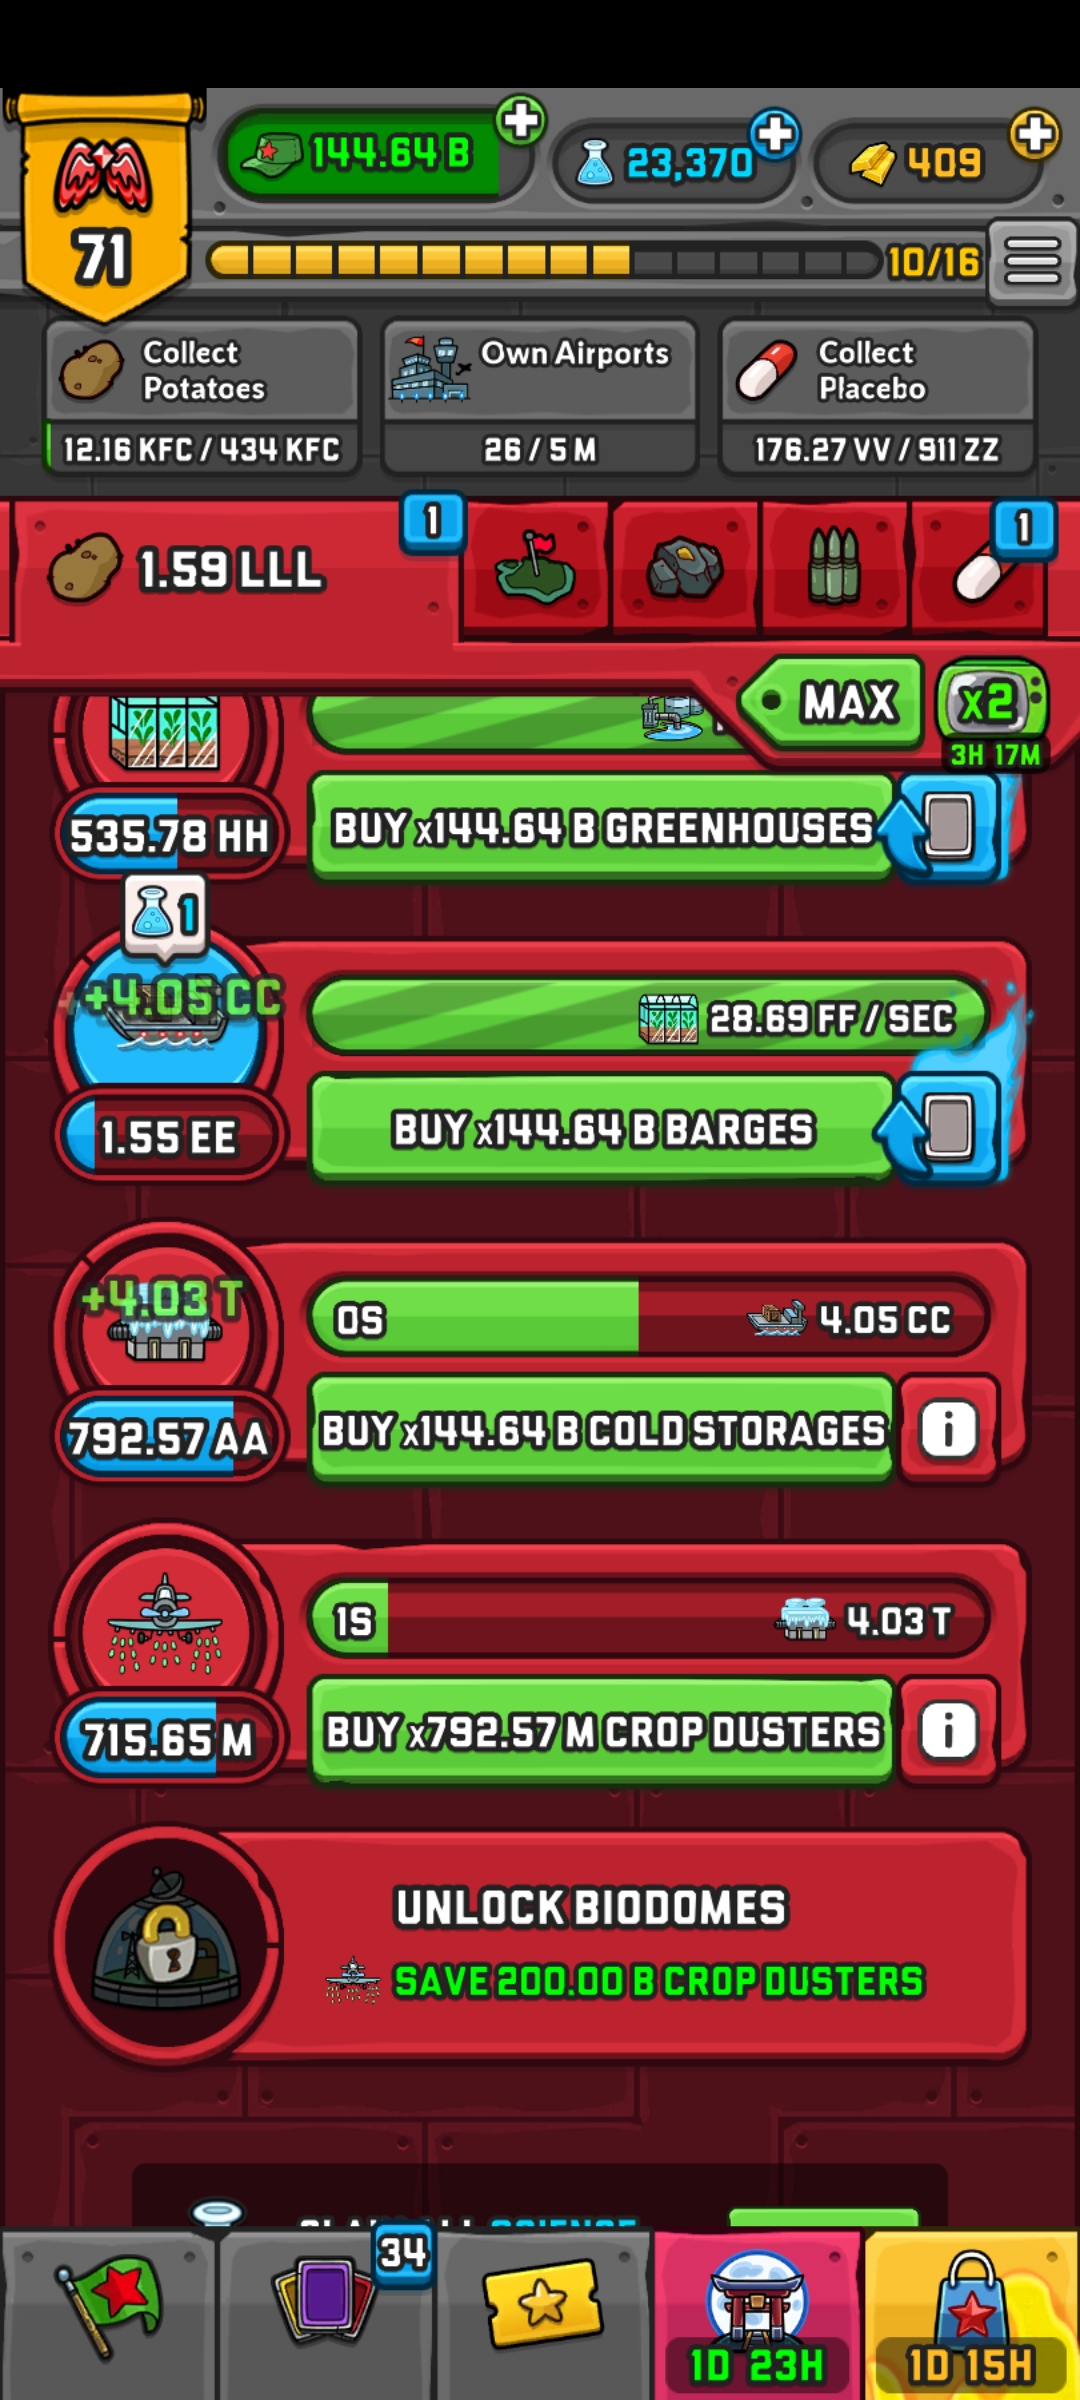 71
144.64 B
23,370
409
10/16
Collect
Potatoes
12.16 KFC / 434 KFC
Own Airports
26 / 5 M
Collect
Placebo
176.27 VV / 911 ZZ
1.59 LLL
1
1
MAX
x2
3H 17M
535.78 HH
BUY x144.64 B GREENHOUSES
1
+4.05 CC
28.69 FF / SEC
1.55 EE
BUY x144.64 B BARGES
+4.03 T
0S
4.05 CC
792.57 AA
BUY x144.64 B COLD STORAGES
i
1S
4.03 T
715.65 M
BUY x792.57 M CROP DUSTERS
i
UNLOCK BIODOMES
SAVE 200.00 B CROP DUSTERS
34
1D 23H
1D 15H